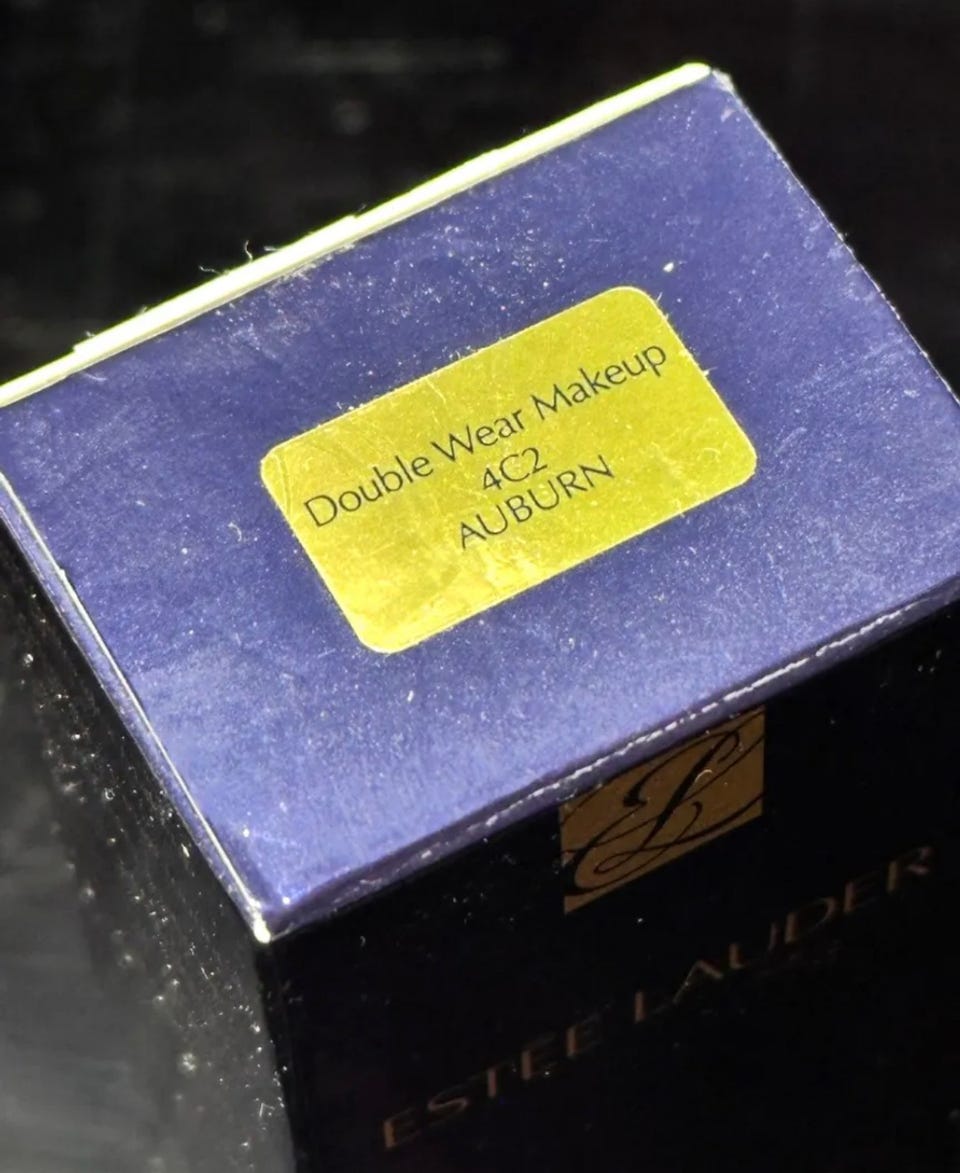 Double Wear Makeup
4C2
AUBURN
ESTEE LAUDER